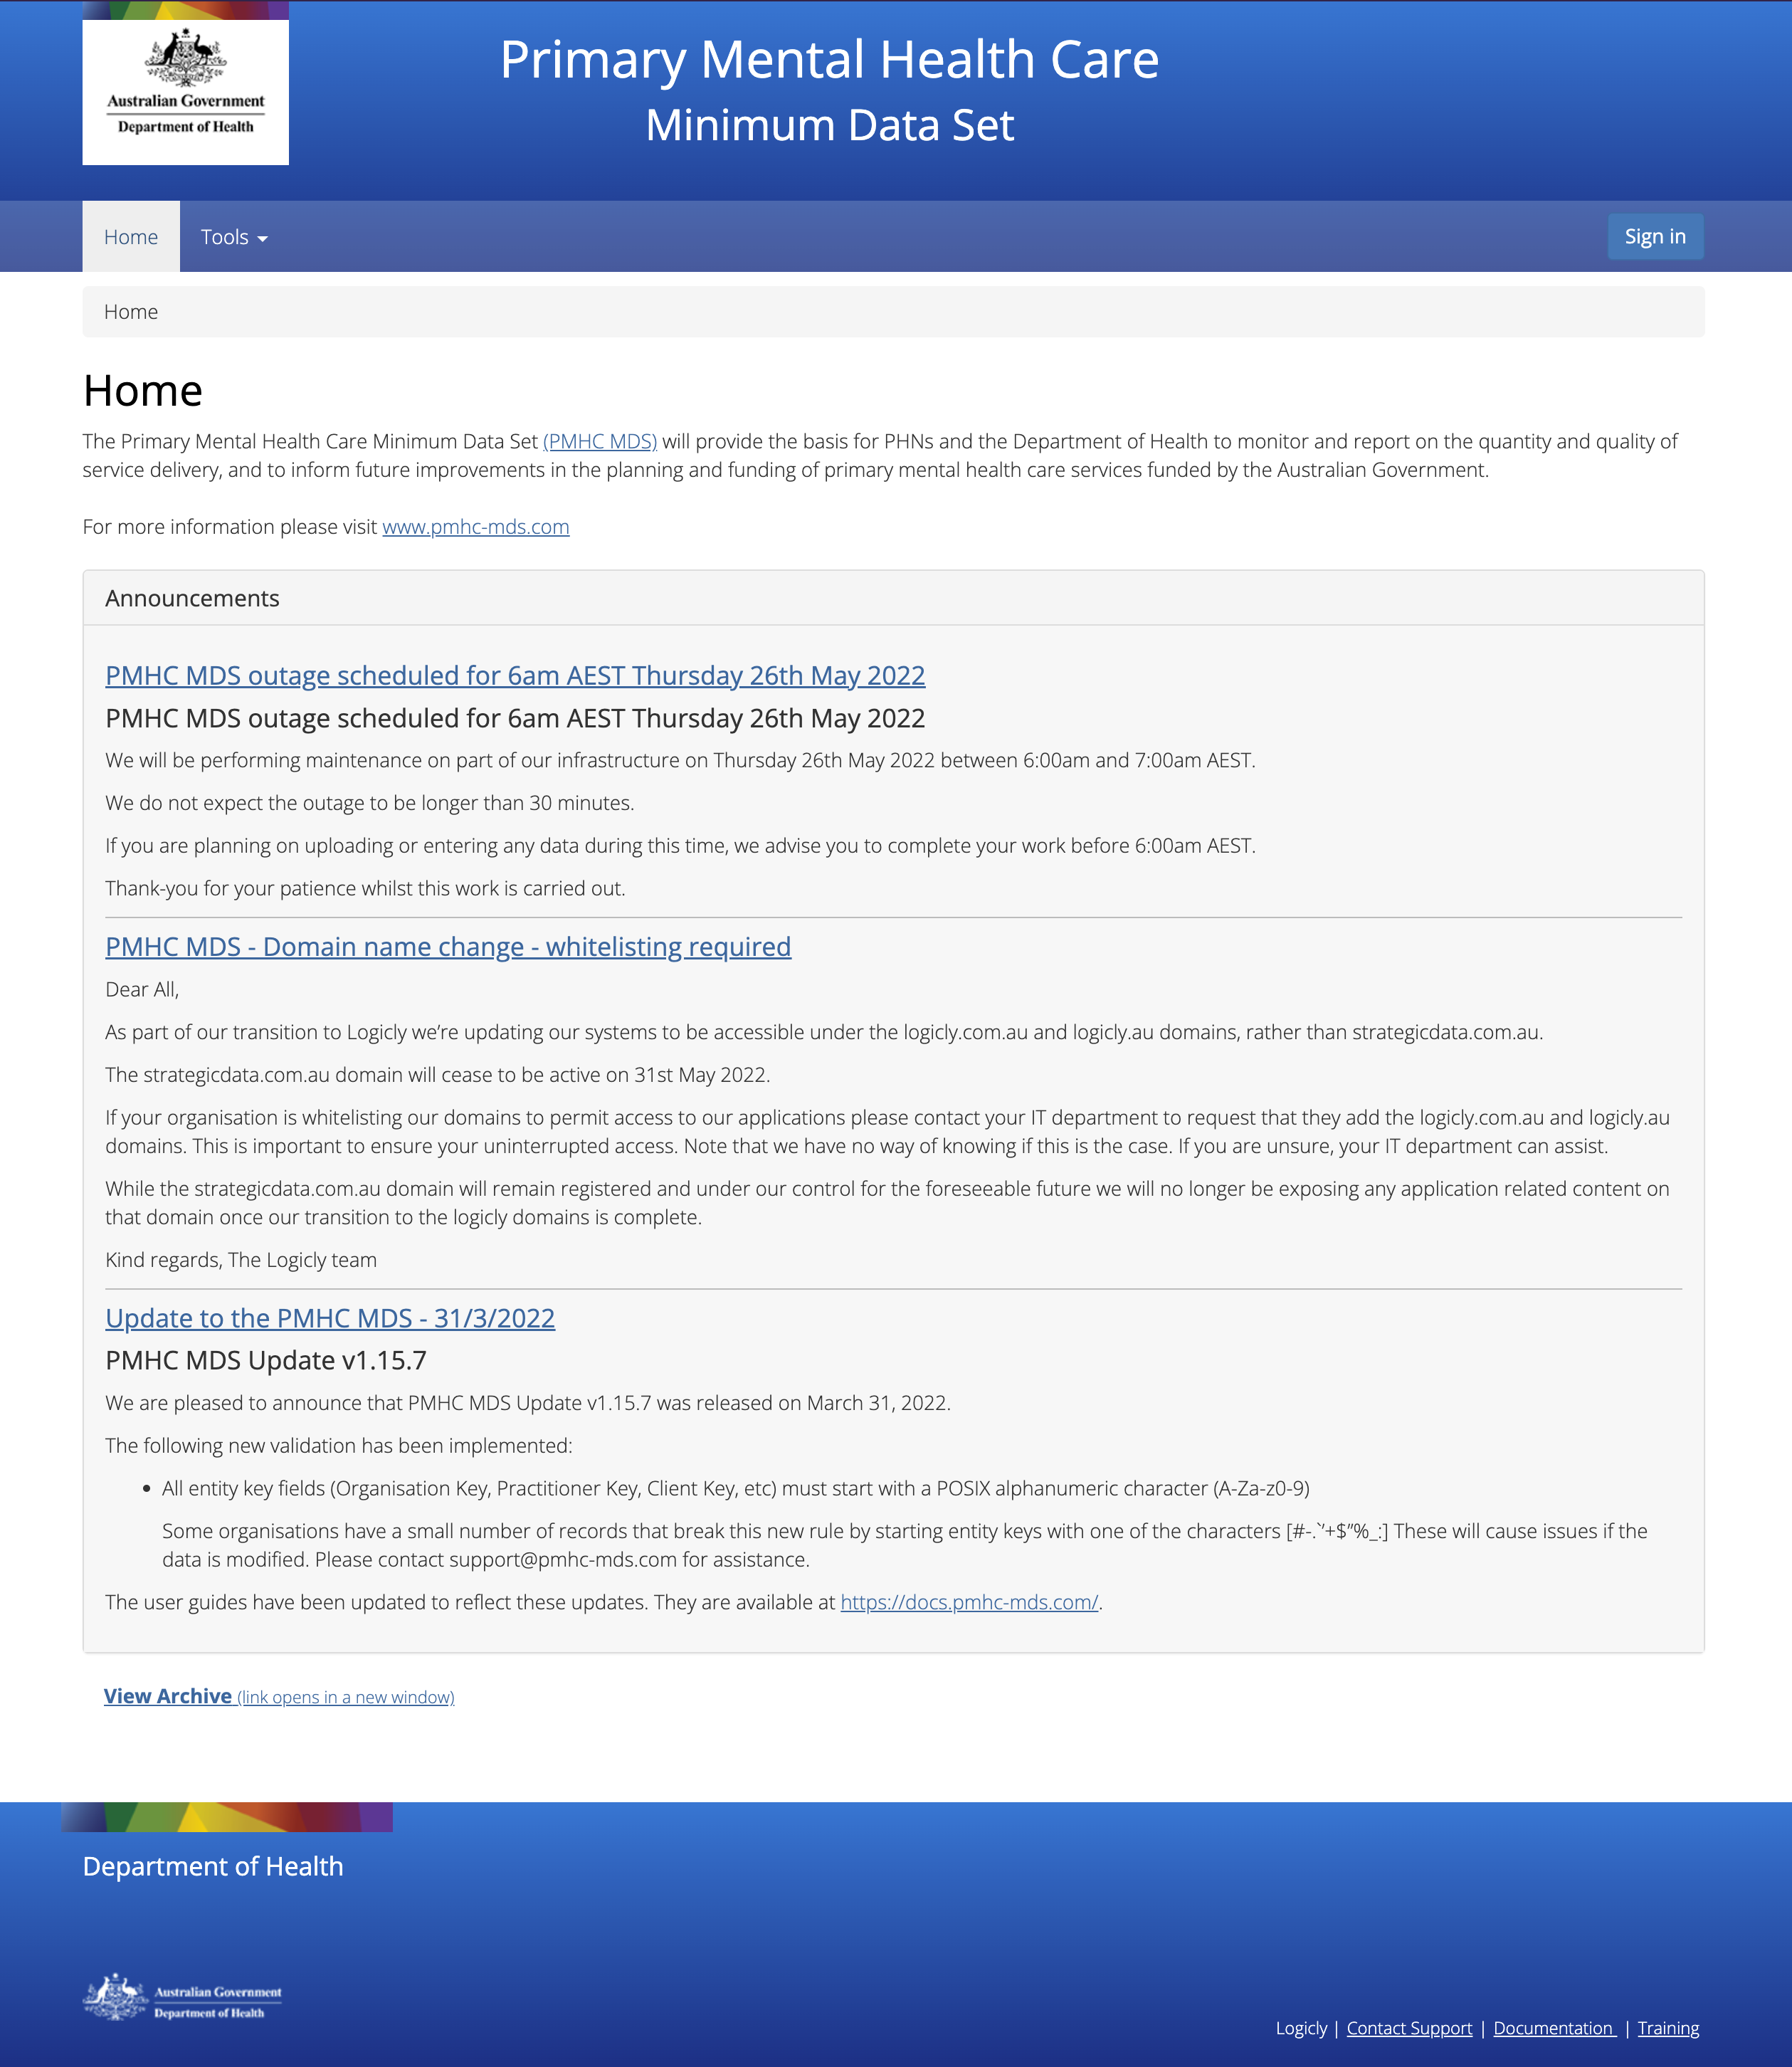 Australian Government
Department of Health
Primary Mental Health Care
Minimum Data Set
Home
Tools
Sign in
Home
Home
The Primary Mental Health Care Minimum Data Set (PMHC MDS) will provide the basis for PHNs and the Department of Health to monitor and report on the quantity and quality of
service delivery, and to inform future improvements in the planning and funding of primary mental health care services funded by the Australian Government.
For more information please visit www.pmhc-mds.com
Announcements
PMHC MDS outage scheduled for 6am AEST Thursday 26th May 2022
PMHC MDS outage scheduled for 6am AEST Thursday 26th May 2022
We will be performing maintenance on part of our infrastructure on Thursday 26th May 2022 between 6:00am and 7:00am AEST.
We do not expect the outage to be longer than 30 minutes.
If you are planning on uploading or entering any data during this time, we advise you to complete your work before 6:00am AEST.
Thank-you for your patience whilst this work is carried out.
PMHC MDS - Domain name change - whitelisting required
Dear All,
As part of our transition to Logicly we’re updating our systems to be accessible under the logicly.com.au and logicly.au domains, rather than strategicdata.com.au.
The strategicdata.com.au domain will cease to be active on 31st May 2022.
If your organisation is whitelisting our domains to permit access to our applications please contact your IT department to request that they add the logicly.com.au and logicly.au
domains. This is important to ensure your uninterrupted access. Note that we have no way of knowing if this is the case. If you are unsure, your IT department can assist.
While the strategicdata.com.au domain will remain registered and under our control for the foreseeable future we will no longer be exposing any application related content on
that domain once our transition to the logicly domains is complete.
Kind regards, The Logicly team
Update to the PMHC MDS - 31/3/2022
PMHC MDS Update v1.15.7
We are pleased to announce that PMHC MDS Update v1.15.7 was released on March 31, 2022.
The following new validation has been implemented:
• All entity key fields (Organisation Key, Practitioner Key, Client Key, etc) must start with a POSIX alphanumeric character (A-Za-z0-9)
Some organisations have a small number of records that break this new rule by starting entity keys with one of the characters [#-.`’+$”%_:] These will cause issues if the
data is modified. Please contact support@pmhc-mds.com for assistance.
The user guides have been updated to reflect these updates. They are available at https://docs.pmhc-mds.com/.
View Archive (link opens in a new window)
Department of Health
Australian Government
Department of Health
Logicly | Contact Support | Documentation | Training